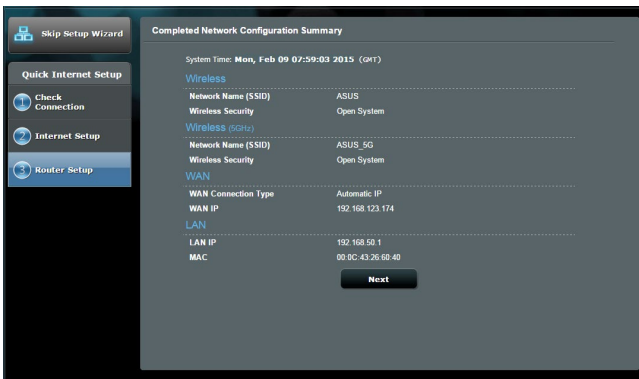 Skip Setup Wizard
Quick Internet Setup
1 Check Connection
2 Internet Setup
3 Router Setup
Completed Network Configuration Summary
System Time: Mon, Feb 09 07:59:03 2015 (GMT)
Wireless
Network Name (SSID) ASUS
Wireless Security Open System
Wireless (5GHz)
Network Name (SSID) ASUS_5G
Wireless Security Open System
WAN
WAN Connection Type Automatic IP
WAN IP 192.168.123.174
LAN
LAN IP 192.168.50.1
MAC 00:0C:43:26:60:40
Next